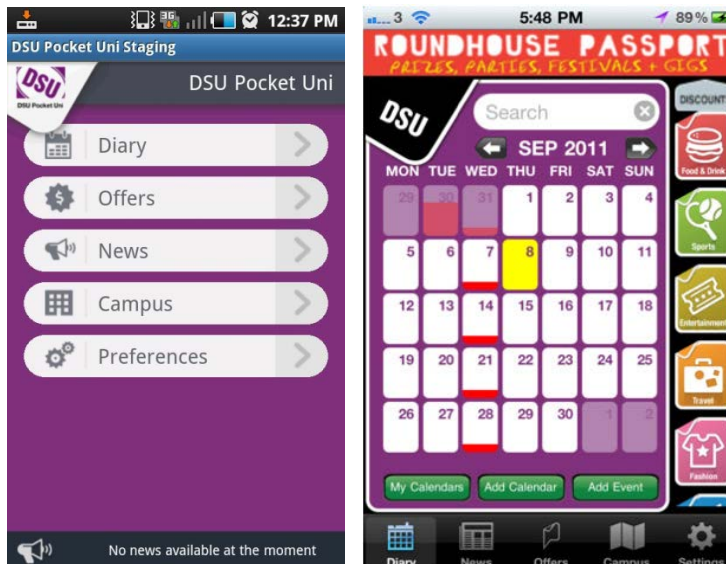 3G
12:37 PM
DSU Pocket Uni Staging
DSU
DSU Pocket Uni
DSU Pocket Uni
Diary
Offers
News
Campus
Preferences
No news available at the moment
3
5:48 PM
89%
ROUNDHOUSE PASSPORT
PRIZES, PARTIES, FESTIVALS + GIGS
DSU
Search
SEP 2011
MON TUE WED THU FRI SAT SUN
29 30 31 1 2 3 4
5 6 7 8 9 10 11
12 13 14 15 16 17 18
19 20 21 22 23 24 25
26 27 28 29 30 1 2
My Calendars
Add Calendar
Add Event
DISCOUNT
Food & Drink
Sports
Entertainment
Travel
Fashion
Diary
News
Offers
Campus
Settings